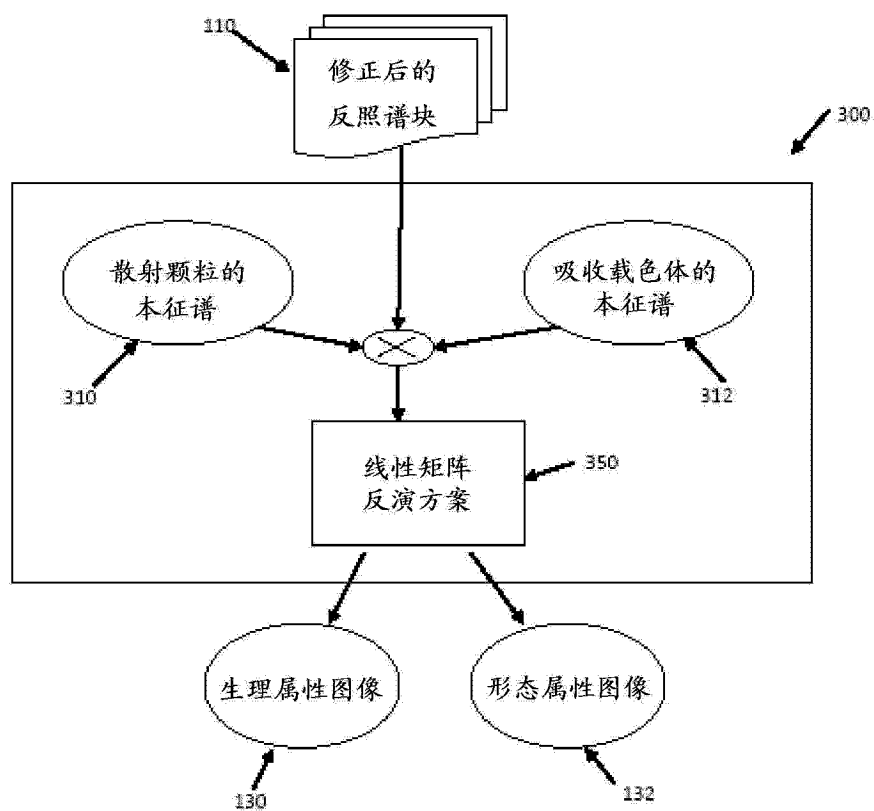 110
修正后的
反照谱块
300
散射颗粒的
本征谱
吸收载色体的
本征谱
310
312
线性矩阵
反演方案
350
生理属性图像
形态属性图像
130
132